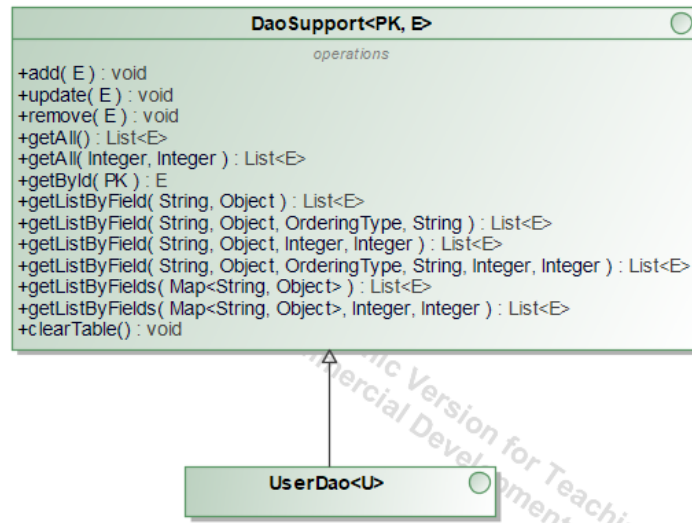 DaoSupport<PK, E>
operations
+add( E ) : void
+update( E ) : void
+remove( E ) : void
+getAll() : List<E>
+getAll( Integer, Integer ) : List<E>
+getById( PK ) : E
+getListByField( String, Object ) : List<E>
+getListByField( String, Object, OrderingType, String ) : List<E>
+getListByField( String, Object, Integer, Integer ) : List<E>
+getListByField( String, Object, OrderingType, String, Integer, Integer ) : List<E>
+getListByFields( Map<String, Object> ) : List<E>
+getListByFields( Map<String, Object>, Integer, Integer ) : List<E>
+clearTable() : void
Version for
UserDao<U>